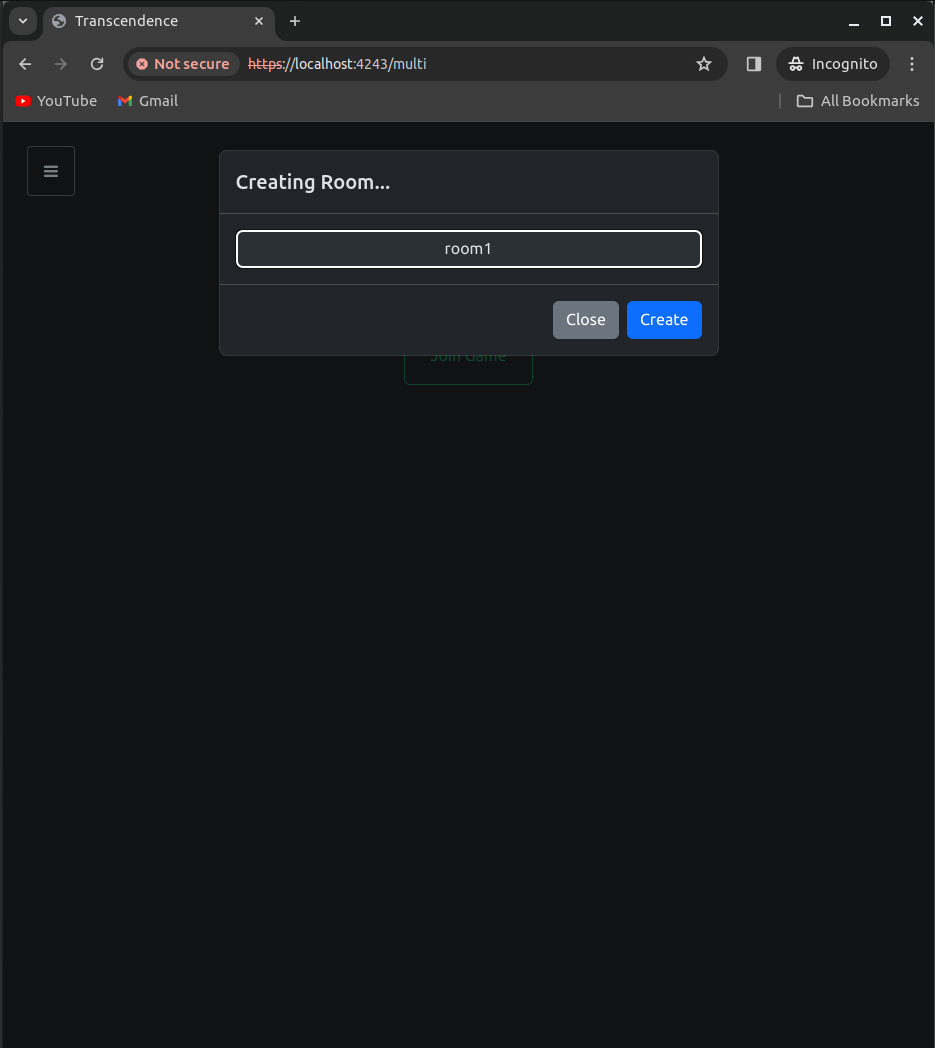 Transcendence
Not secure https://localhost:4243/multi Incognito
YouTube Gmail All Bookmarks
Creating Room...
room1
Close Create
Join Game